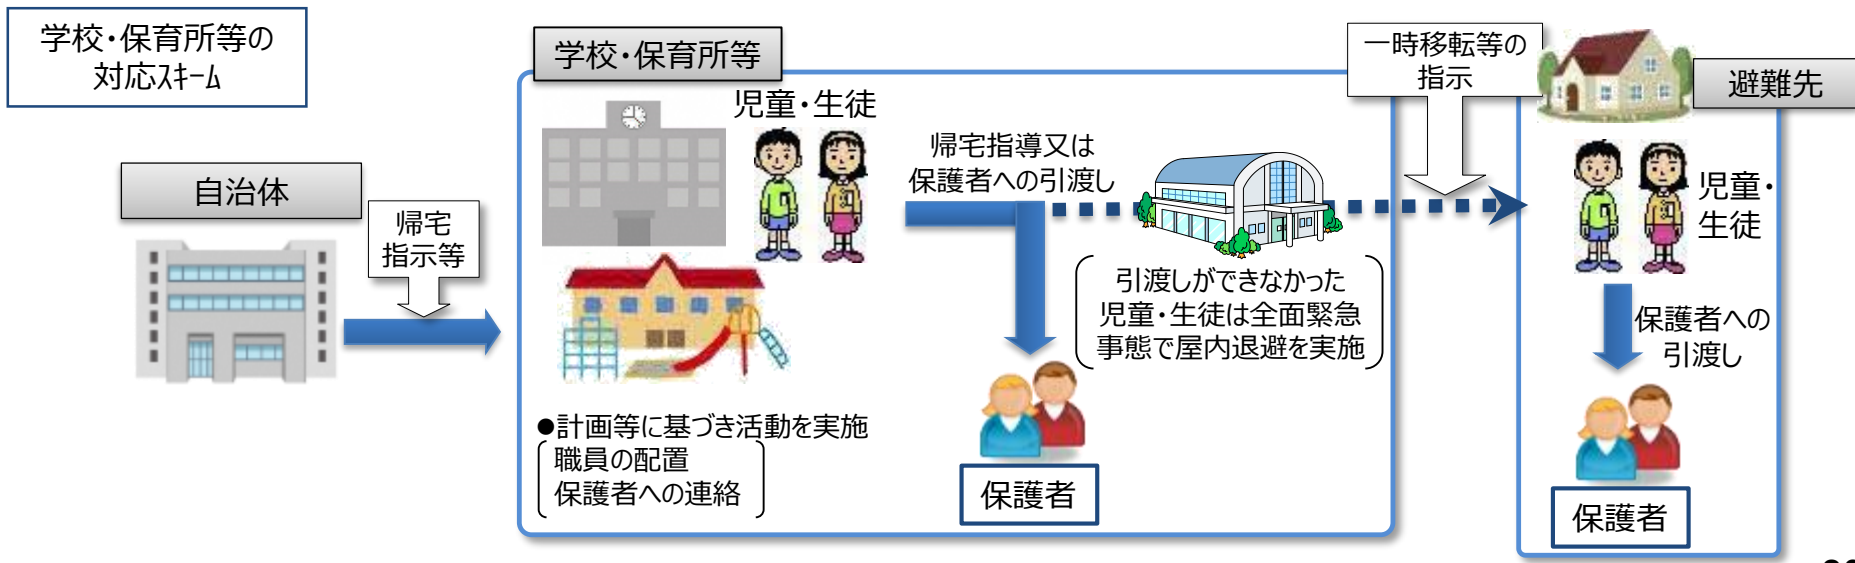 学校・保育所等の
対応ｽｷｰﾑ
自治体
帰宅
指示等
学校・保育所等
児童・生徒
●計画等に基づき活動を実施
職員の配置
保護者への連絡
帰宅指導又は
保護者への引渡し
保護者
引渡しができなかった
児童・生徒は全面緊急
事態で屋内退避を実施
一時移転等の
指示
避難先
児童・
生徒
保護者への
引渡し
保護者